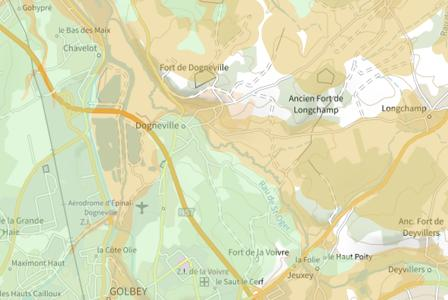 Gohypré
le Bas des Maix
Chavelot
Fort de Dogneville
Ancien Fort de
Longchamp
Longchamp
Dogneville
Aérodrome d'Épinal
Dogneville
Z.I.
de la Grande
Haie
la Côte Olie
Maximont Haut
les Hauts Cailloux
GOLBEY
Z.I. de la Voivre
le Saut le Cerf
Fort de la Voivre
la Folie
le Haut Poity
Jeuxey
Anc. Fort de
Deyvillers
Deyvillers